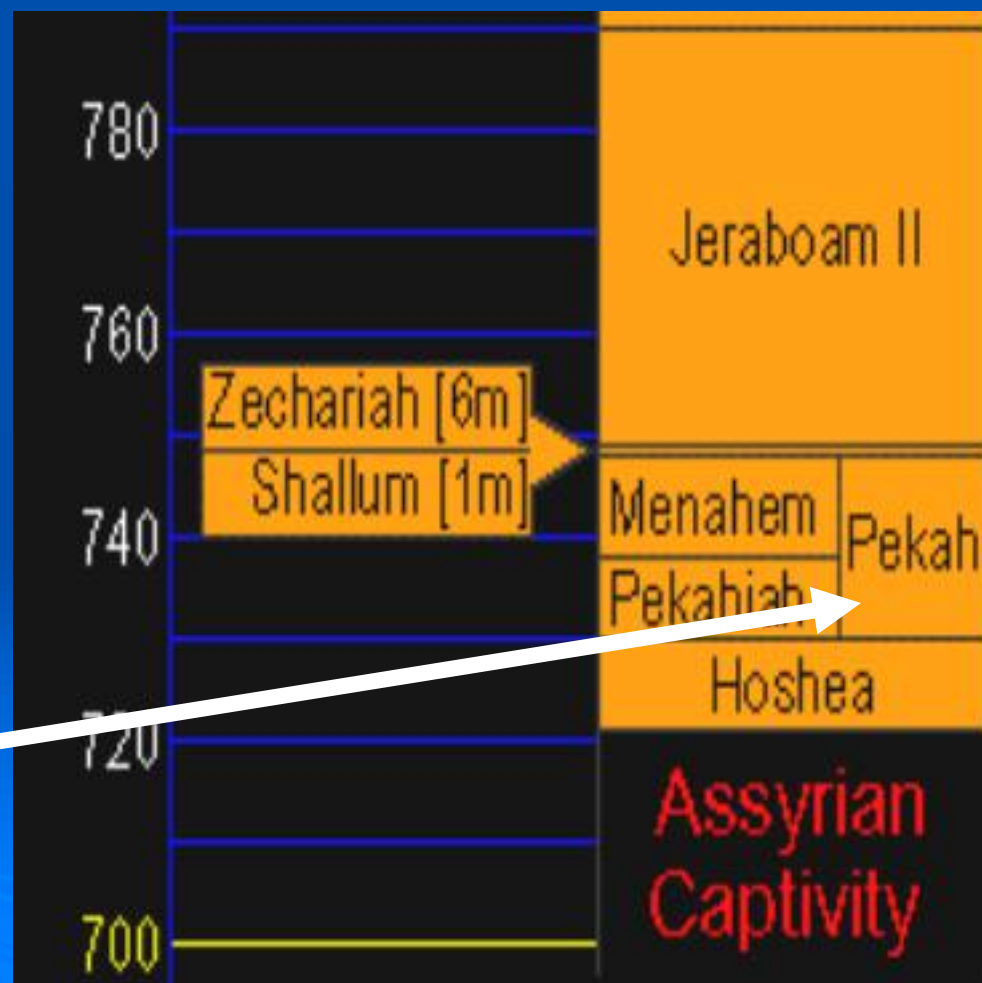 780
Jeraboam II
760
Zechariah [6m]
Shallum [1m]
Menahem
Pekah
740
Pekahiah
Hoshea
720
Assyrian
Captivity
700